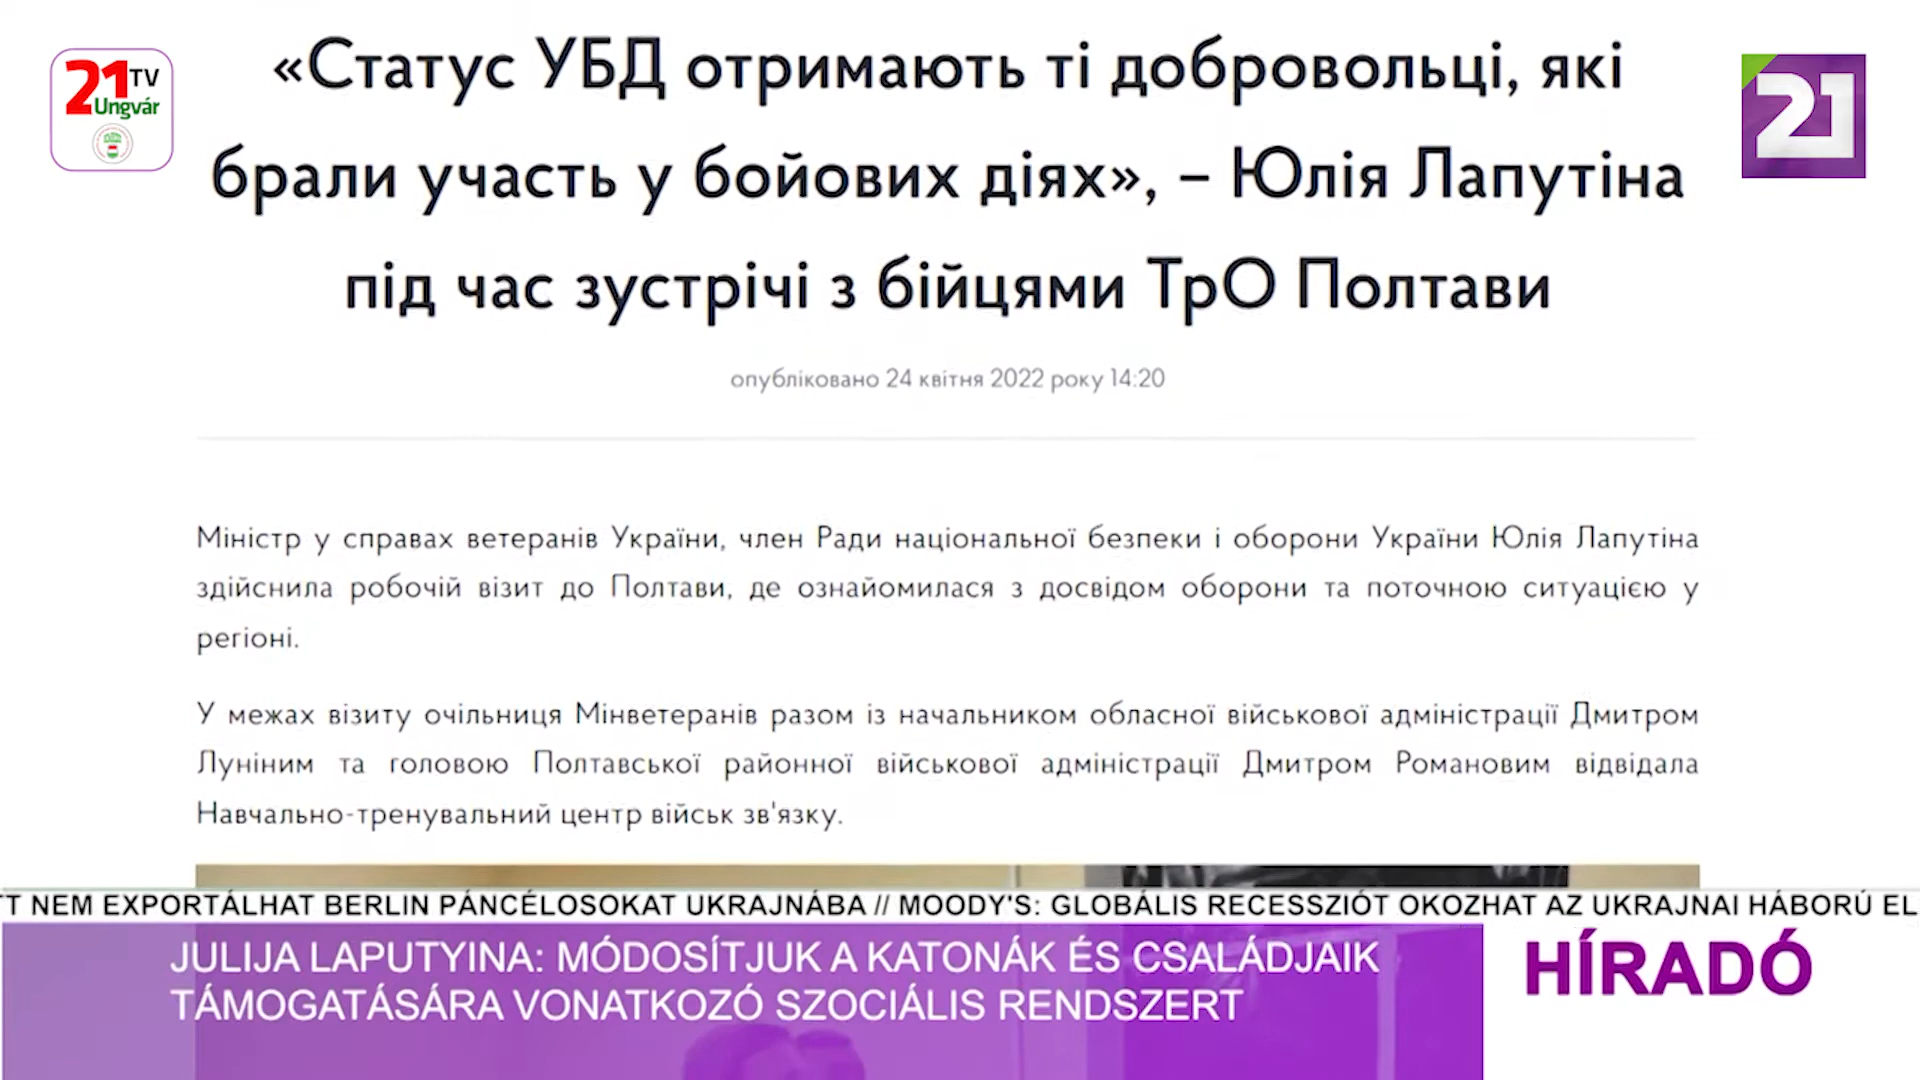 21 TV
Ungvár
21
«Статус УБД отримають ті добровольці, які
брали участь у бойових діях», – Юлія Лапутіна
під час зустрічі з бійцями ТрО Полтави
опубліковано 24 квітня 2022 року 14:20
Міністр у справах ветеранів України, член Ради національної безпеки і оборони України Юлія Лапутіна
здійснила робочій візит до Полтави, де ознайомилася з досвідом оборони та поточною ситуацією у
регіоні.
У межах візиту очільниця Мінветеранів разом із начальником обласної військової адміністрації Дмитром
Луніним та головою Полтавської районної військової адміністрації Дмитром Романовим відвідала
Навчально-тренувальний центр військ зв'язку.
TT NEM EXPORTÁLHAT BERLIN PÁNCÉLOSOKAT UKRAJNÁBA // MOODY'S: GLOBÁLIS RECESSZIÓT OKOZHAT AZ UKRAJNAI HÁBORÚ EL
JULIJA LAPUTYINA: MÓDOSÍTJUK A KATONÁK ÉS CSALÁDJAIK
TÁMOGATÁSÁRA VONATKOZÓ SZOCIÁLIS RENDSZERT
HÍRADÓ